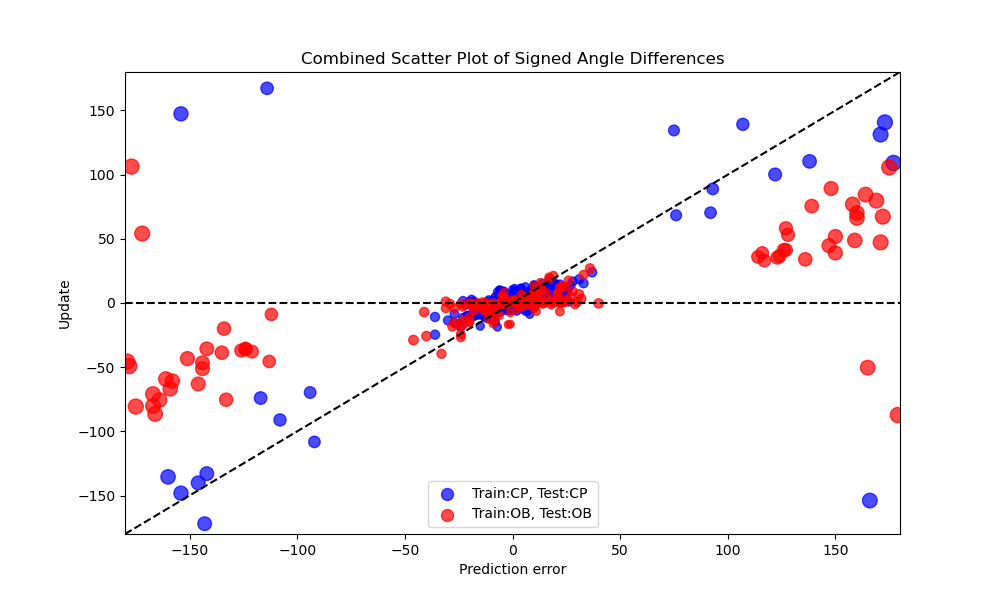 Combined Scatter Plot of Signed Angle Differences
150
100
50
0
−50
−100
−150
Update
−150
−100
−50
0
50
100
150
Prediction error
Train:CP, Test:CP
Train:OB, Test:OB